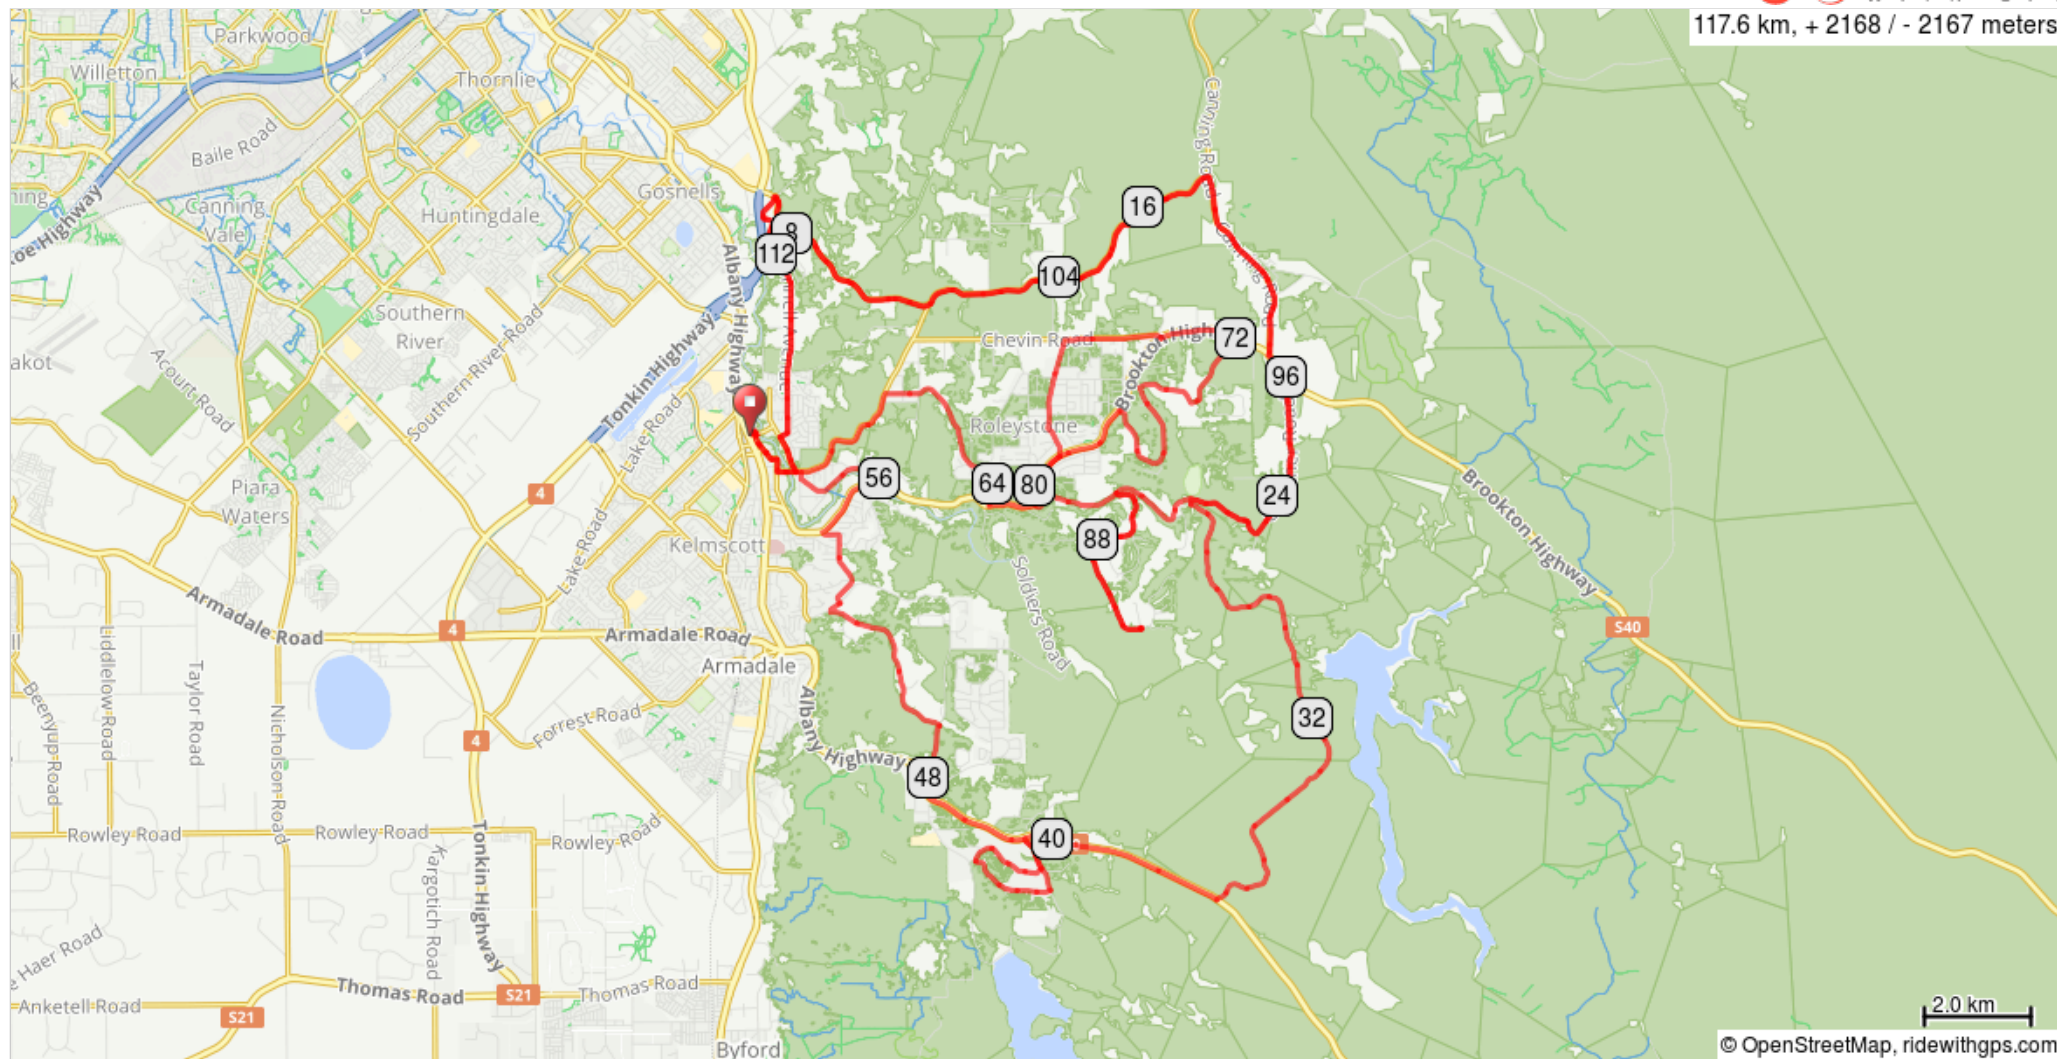 117.6 km, + 2168 / - 2167 meters
Parkwood
Willetton
Thornlie
Baile Road
Canning Road
Gosnells
Canning
Vale
Huntingdale
16
8
112
Canning Road
104
Albany Highway
Southern
River
Southern River Road
Tonkin Highway
Chevin Road
72
Acourt Road
Brookton High
96
Lake Road
Roleystone
56
64
80
24
4
Piara
Waters
Brookton Highway
Kelmscott
88
Lake Road
Soldiers Road
Armadale Road
4
Armadale Road
S40
Armadale
Liddelow Road
Taylor Road
Beenyup Road
Nicholson Road
Forrest Road
4
Albany Highway
32
48
Rowley Road
Rowley Road
Rowley Road
40
Tonkin Highway
Kargotich Road
Haer Road
Thomas Road
S21
Thomas Road
Anketell Road
S21
2.0 km
Byford
© OpenStreetMap, ridewithgps.com